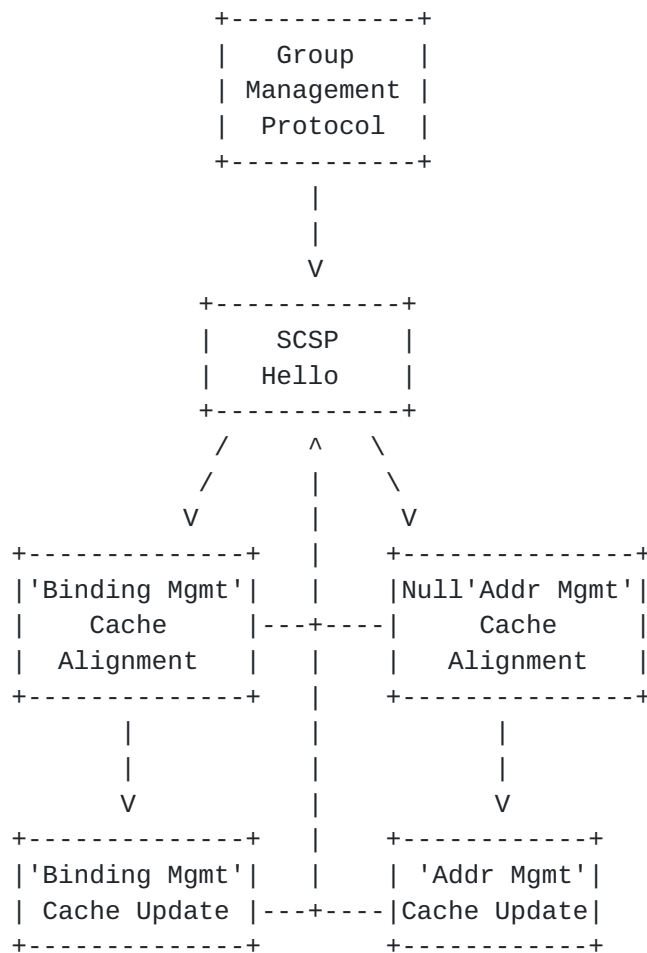 +------------+
|   Group    |
| Management |
|  Protocol  |
+------------+
|
|
V
+------------+
|    SCSP    |
|   Hello    |
+------------+
/     ^   \
/      |    \
V       |     V
+--------------+   |    +---------------+
|'Binding Mgmt'|   |    |Null'Addr Mgmt'|
|    Cache     |---+----|     Cache     |
|  Alignment   |   |    |   Alignment   |
+--------------+   |    +---------------+
|           |           |
|           |           |
V           |           V
+--------------+   |    +------------+
|'Binding Mgmt'|   |    | 'Addr Mgmt'|
| Cache Update |---+----|Cache Update|
+--------------+        +------------+